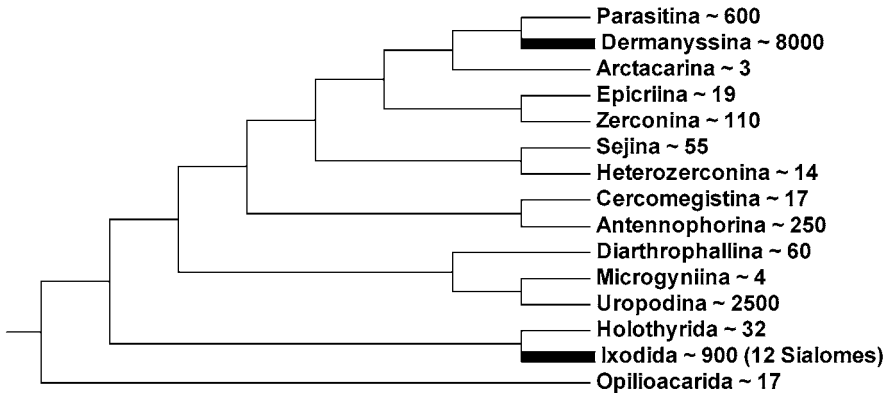 Parasitina ~ 600
Dermanyssina ~ 8000
Arctacarina ~ 3
Epicriina ~ 19
Zerconina ~ 110
Sejina ~ 55
Heterozerconina ~ 14
Cercomegistina ~ 17
Antennophorina ~ 250
Diarthrophallina ~ 60
Microgyniina ~ 4
Uropodina ~ 2500
Holothyrida ~ 32
Ixodida ~ 900 (12 Sialomes)
Opilioacarida ~ 17